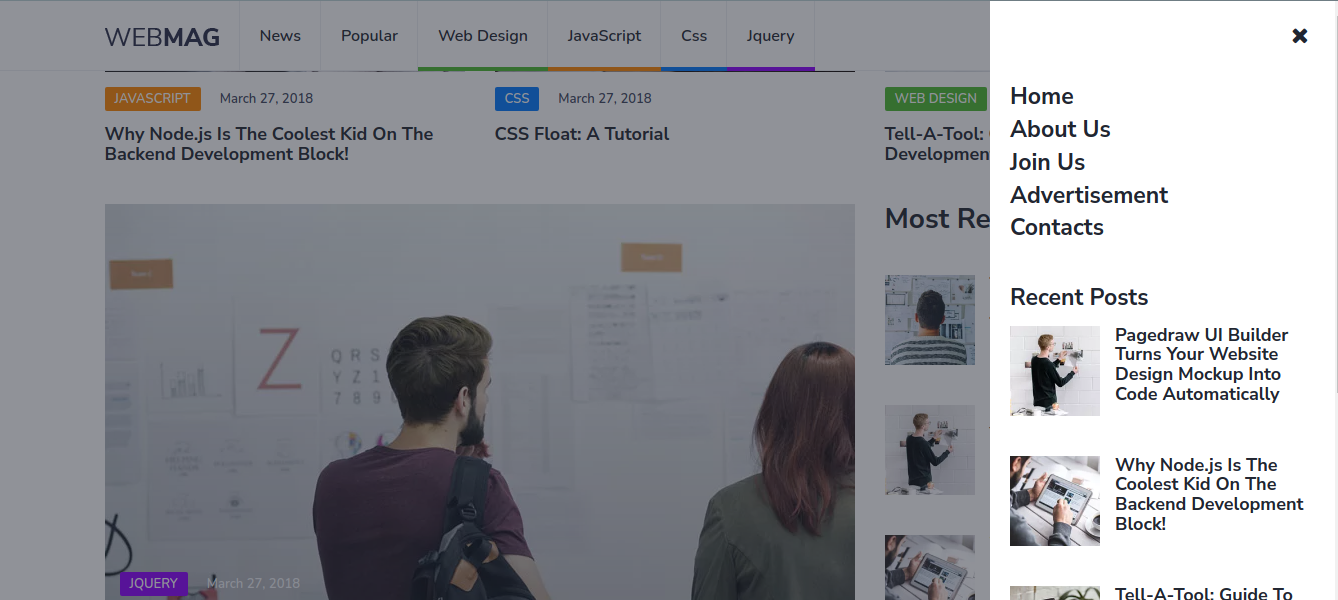 WEBMAG News Popular Web Design JavaScript Css Jquery
JAVASCRIPT March 27, 2018
Why Node.js Is The Coolest Kid On The
Backend Development Block!
CSS March 27, 2018
CSS Float: A Tutorial
WEB DESIGN
Tell-A-Tool:
Development
Most Re
Z
Q R S
Y Z 1
7 8 9
JQUERY March 27, 2018
Home
About Us
Join Us
Advertisement
Contacts
Recent Posts
Pagedraw UI Builder
Turns Your Website
Design Mockup Into
Code Automatically
Why Node.js Is The
Coolest Kid On The
Backend Development
Block!
Tell-A-Tool: Guide To